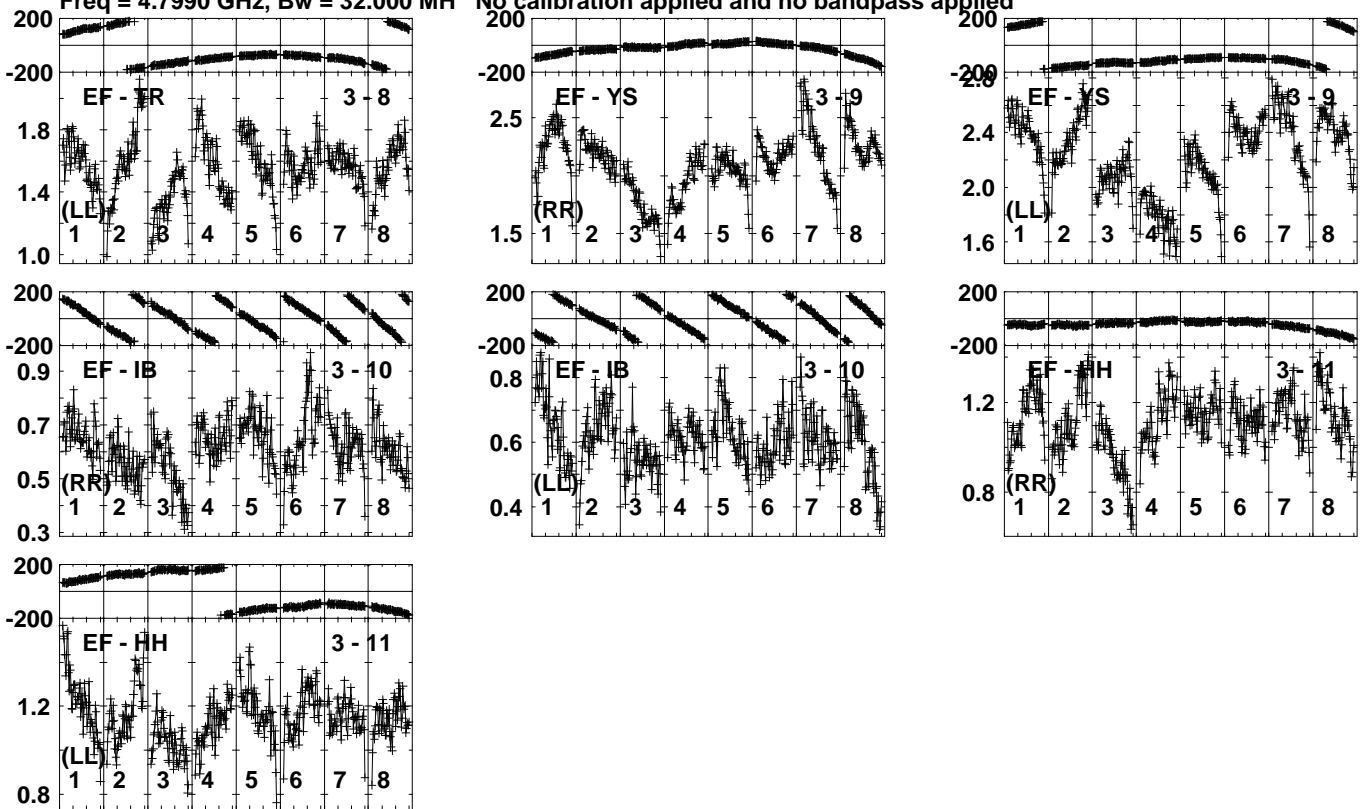 Freq = 4.7990 GHz, Bw = 32.000 MH No calibration applied and no bandpass applied
200
-200
EF - TR 3 - 8
1.8
1.4
1.0
(LL)
1 2 3 4 5 6 7 8
200
-200
EF - YS 3 - 9
2.5
1.5
(RR)
1 2 3 4 5 6 7 8
200
-200
2.8
EF - YS 3 - 9
2.4
2.0
1.6
(LL)
1 2 3 4 5 6 7 8
200
-200
EF - IB 3 - 10
0.9
0.7
0.5
0.3
(RR)
1 2 3 4 5 6 7 8
200
-200
EF - IB 3 - 10
0.8
0.6
0.4
(LL)
1 2 3 4 5 6 7 8
200
-200
EF - HH 3 - 11
1.2
0.8
(RR)
1 2 3 4 5 6 7 8
200
-200
EF - HH 3 - 11
1.2
0.8
(LL)
1 2 3 4 5 6 7 8